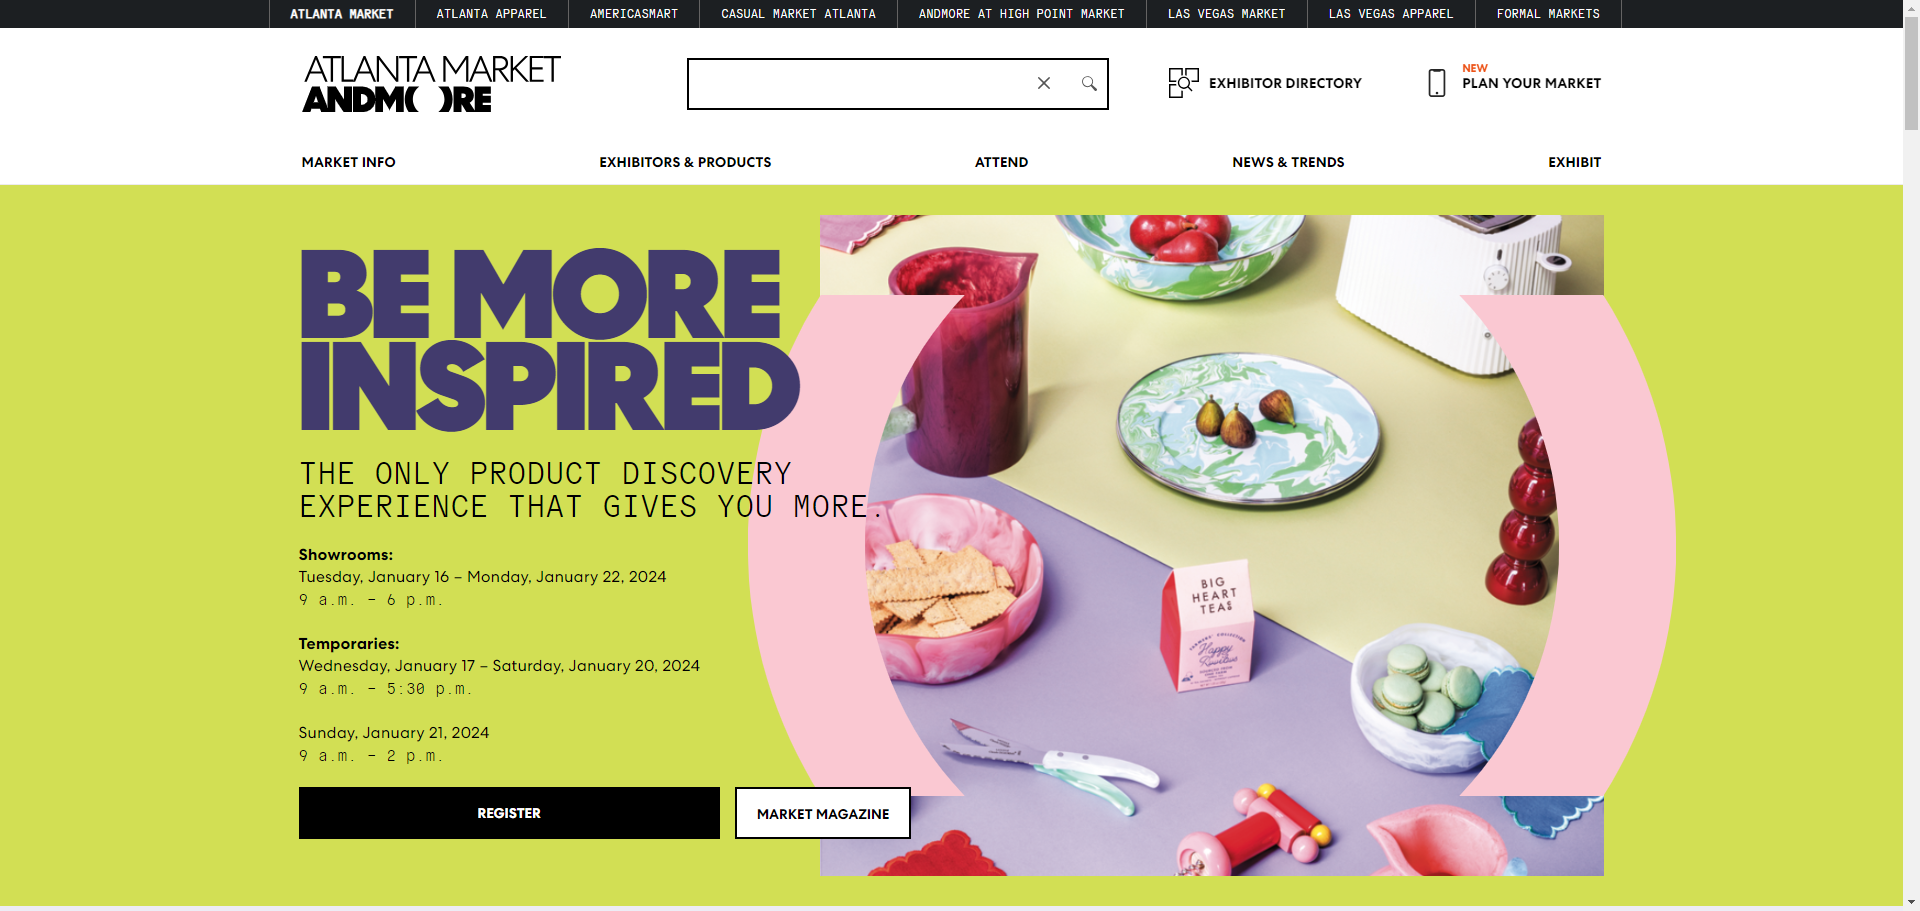 ATLANTA MARKET
ATLANTA APPAREL
AMERICASMART
CASUAL MARKET ATLANTA
ANDMORE AT HIGH POINT MARKET
LAS VEGAS MARKET
LAS VEGAS APPAREL
FORMAL MARKETS
ATLANTA MARKET
ANDM( )RE
EXHIBITOR DIRECTORY
NEW
PLAN YOUR MARKET
MARKET INFO
EXHIBITORS & PRODUCTS
ATTEND
NEWS & TRENDS
EXHIBIT
BE MORE
INSPIRED
THE ONLY PRODUCT DISCOVERY
EXPERIENCE THAT GIVES YOU MORE.
Showrooms:
Tuesday, January 16 – Monday, January 22, 2024
9 a.m. – 6 p.m.
Temporaries:
Wednesday, January 17 – Saturday, January 20, 2024
9 a.m. – 5:30 p.m.
Sunday, January 21, 2024
9 a.m. – 2 p.m.
REGISTER
MARKET MAGAZINE
BIG
HEART
TEAS
Happy
Rooibos